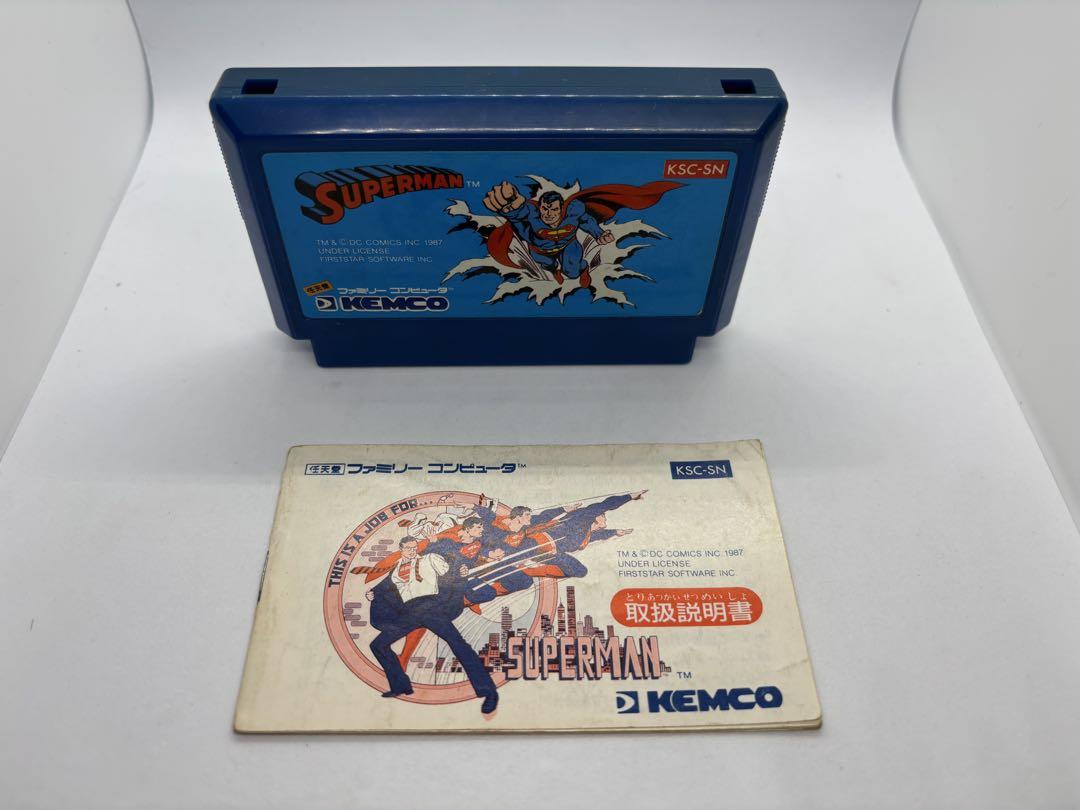 SUPERMAN™
KSC-SN
TM & © DC COMICS INC 1987
UNDER LICENSE
FIRSTSTAR SOFTWARE INC
任天堂 ファミリー コンピュータ™
KEMCO
任天堂 ファミリー コンピュータ™
KSC-SN
THIS IS A JOB FOR...
TM & © DC COMICS INC. 1987
UNDER LICENSE
FIRSTSTAR SOFTWARE INC.
とりあつかいせつめいしょ
取扱説明書
SUPERMAN™
KEMCO